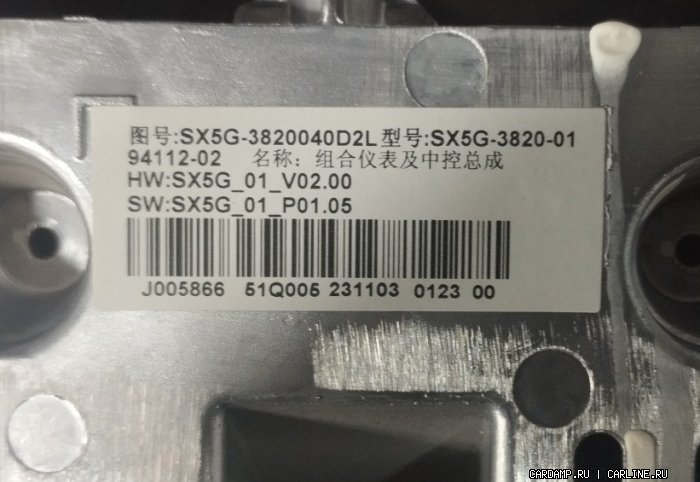 图号:SX5G-3820040D2L 型号:SX5G-3820-01
94112-02 名称：组合仪表及中控总成
HW:SX5G_01_V02.00
SW:SX5G_01_P01.05
J005866 51Q005 231103 0123 00
CARDAMP.RU | CARLINE.RU